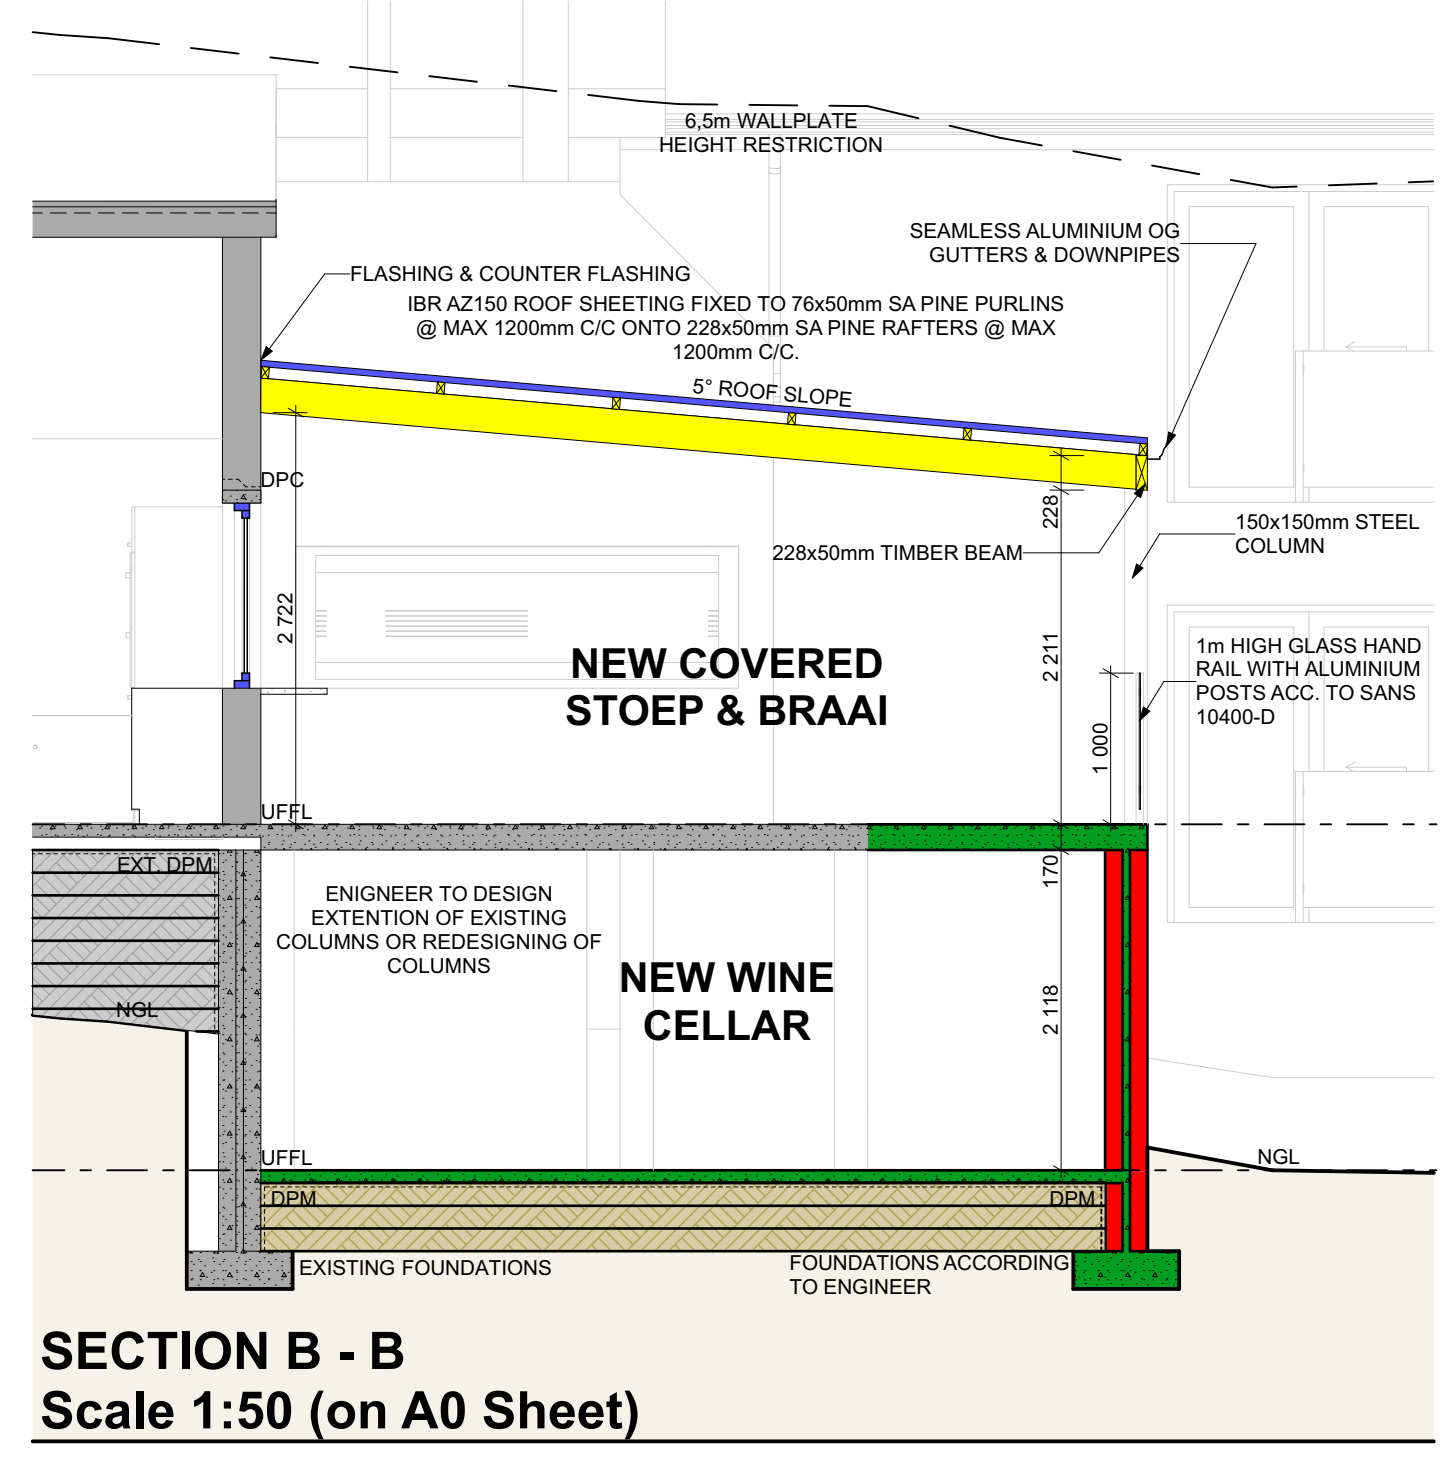 6,5m WALLPLATE
HEIGHT RESTRICTION
SEAMLESS ALUMINIUM OG
GUTTERS & DOWNPIPES
FLASHING & COUNTER FLASHING
IBR AZ150 ROOF SHEETING FIXED TO 76x50mm SA PINE PURLINS
@ MAX 1200mm C/C ONTO 228x50mm SA PINE RAFTERS @ MAX
1200mm C/C.
5° ROOF SLOPE
DPC
228
150x150mm STEEL
COLUMN
228x50mm TIMBER BEAM
2 722
2 211
1m HIGH GLASS HAND
RAIL WITH ALUMINIUM
POSTS ACC. TO SANS
10400-D
NEW COVERED
STOEP & BRAAI
1 000
UFFL
EXT. DPM
170
ENIGNEER TO DESIGN
EXTENTION OF EXISTING
COLUMNS OR REDESIGNING OF
COLUMNS
NEW WINE
CELLAR
2 118
NGL
UFFL
NGL
DPM
DPM
EXISTING FOUNDATIONS
FOUNDATIONS ACCORDING
TO ENGINEER
SECTION B - B
Scale 1:50 (on A0 Sheet)